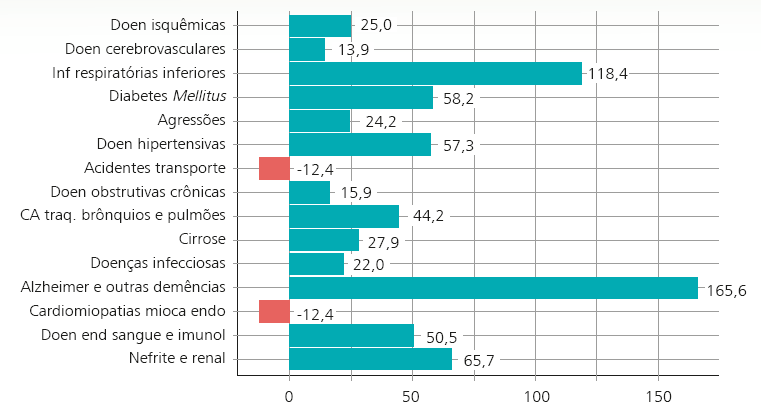 Doen isquêmicas 25,0
Doen cerebrovasculares 13,9
Inf respiratórias inferiores 118,4
Diabetes Mellitus 58,2
Agressões 24,2
Doen hipertensivas 57,3
Acidentes transporte -12,4
Doen obstrutivas crônicas 15,9
CA traq. brônquios e pulmões 44,2
Cirrose 27,9
Doenças infecciosas 22,0
Alzheimer e outras demências 165,6
Cardiomiopatias mioca endo -12,4
Doen end sangue e imunol 50,5
Nefrite e renal 65,7
0 50 100 150